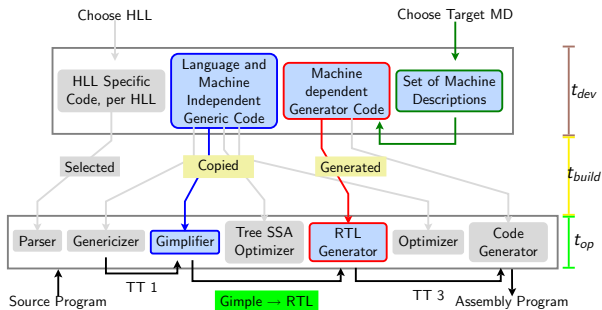 Choose HLL
Choose Target MD
HLL Specific
Code, per HLL
Language and
Machine
Independent
Generic Code
Machine
dependent
Generator Code
Set of Machine
Descriptions
t_dev
Selected
Copied
Generated
t_build
Parser
Genericizer
Gimplifier
Tree SSA
Optimizer
RTL
Generator
Optimizer
Code
Generator
t_op
TT 1
TT 3
Source Program
Gimple → RTL
Assembly Program